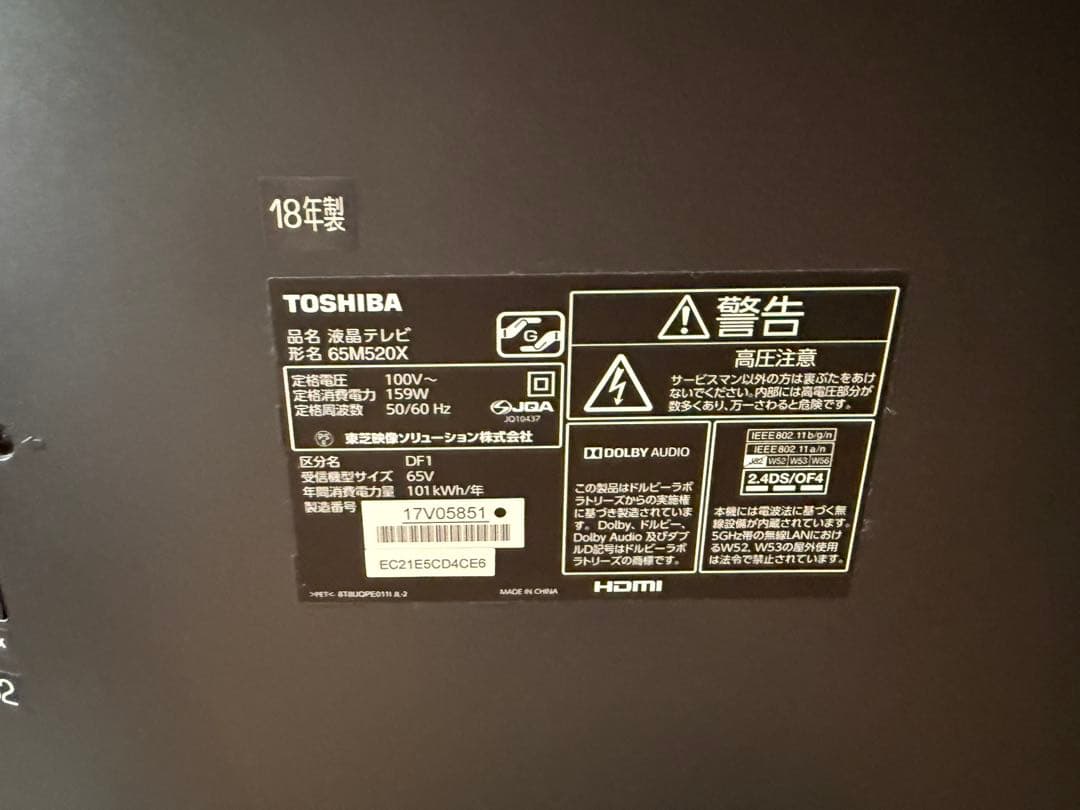 18年製
TOSHIBA
品名 液晶テレビ
形名 65M520X
G
定格電圧 100V〜
定格消費電力 159W
定格周波数 50/60 Hz
JQA
JQ10437
東芝映像ソリューション株式会社
区分名 DF1
受信機型サイズ 65V
年間消費電力量 101kWh/年
製造番号
17V05851
EC21E5CD4CE6
>PET<
MADE IN CHINA
警告
高圧注意
サービスマン以外の方は裏ぶたをあけ
ないでください。内部には高電圧部分が
数多くあり、万一さわると危険です。
DOLBY AUDIO
この製品はドルビーラボ
ラトリーズからの実施権
に基づき製造されています
す。Dolby、ドルビー、
Dolby Audio 及びダブ
ルD記号はドルビーラボ
ラトリーズの商標です。
IEEE802.11b/g/n
IEEE802.11a/n
W52 W53 W56
2.4DS/OF4
本機には電波法に基づく無
線設備が内蔵されています。
5GHz帯の無線LANにおけ
るW52、W53の屋外使用
は法令で禁止されています。
HDMI